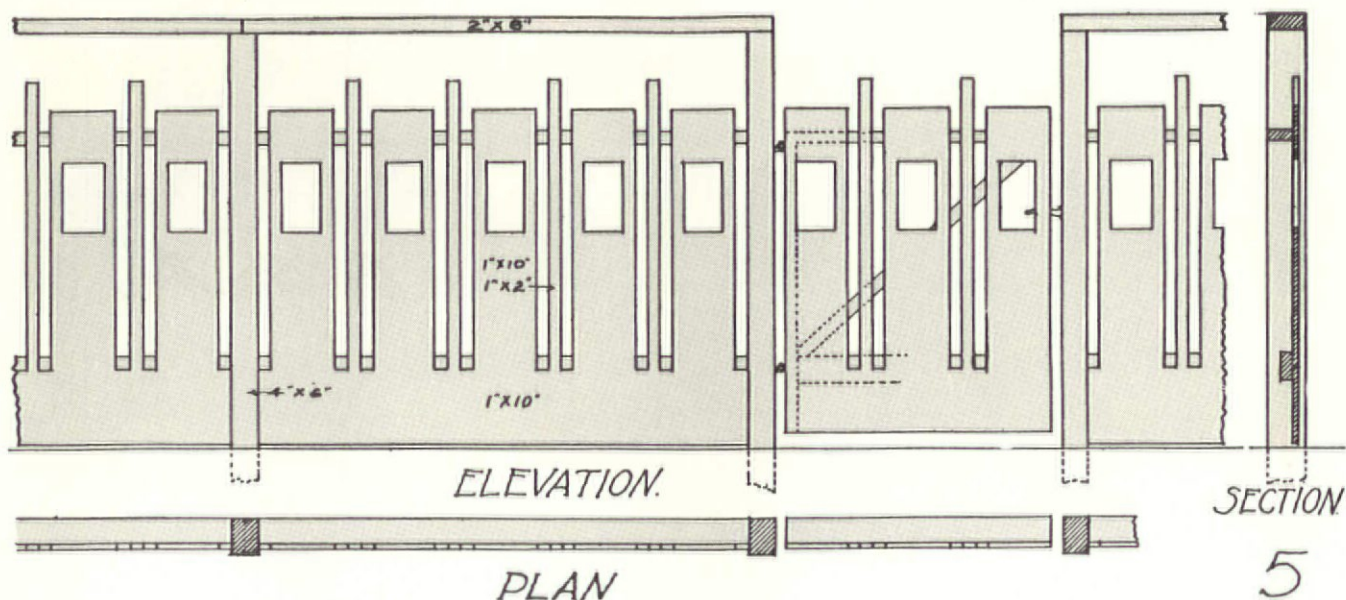 2"X6"
1"X10"
1"X2"
4"X6"
1"X10"
ELEVATION.
SECTION
PLAN
5